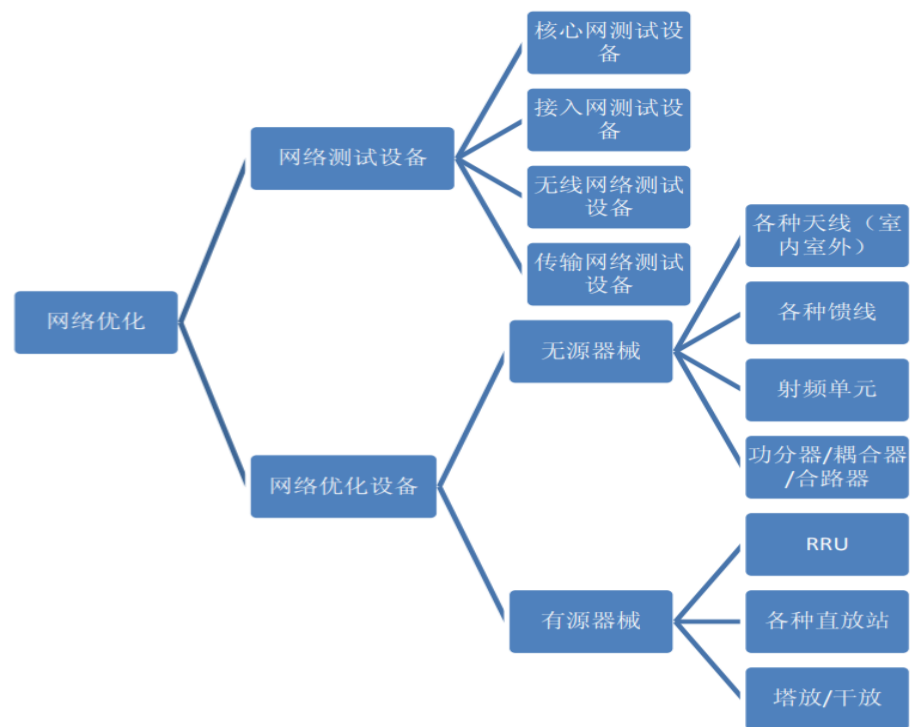 核心网测试设
备
接入网测试设
备
网络测试设备
无线网络测试
设备
传输网络测试
设备
网络优化
无源器械
各种天线（室
内室外）
各种馈线
射频单元
功分器/耦合器
/合路器
网络优化设备
有源器械
RRU
各种直放站
塔放/干放